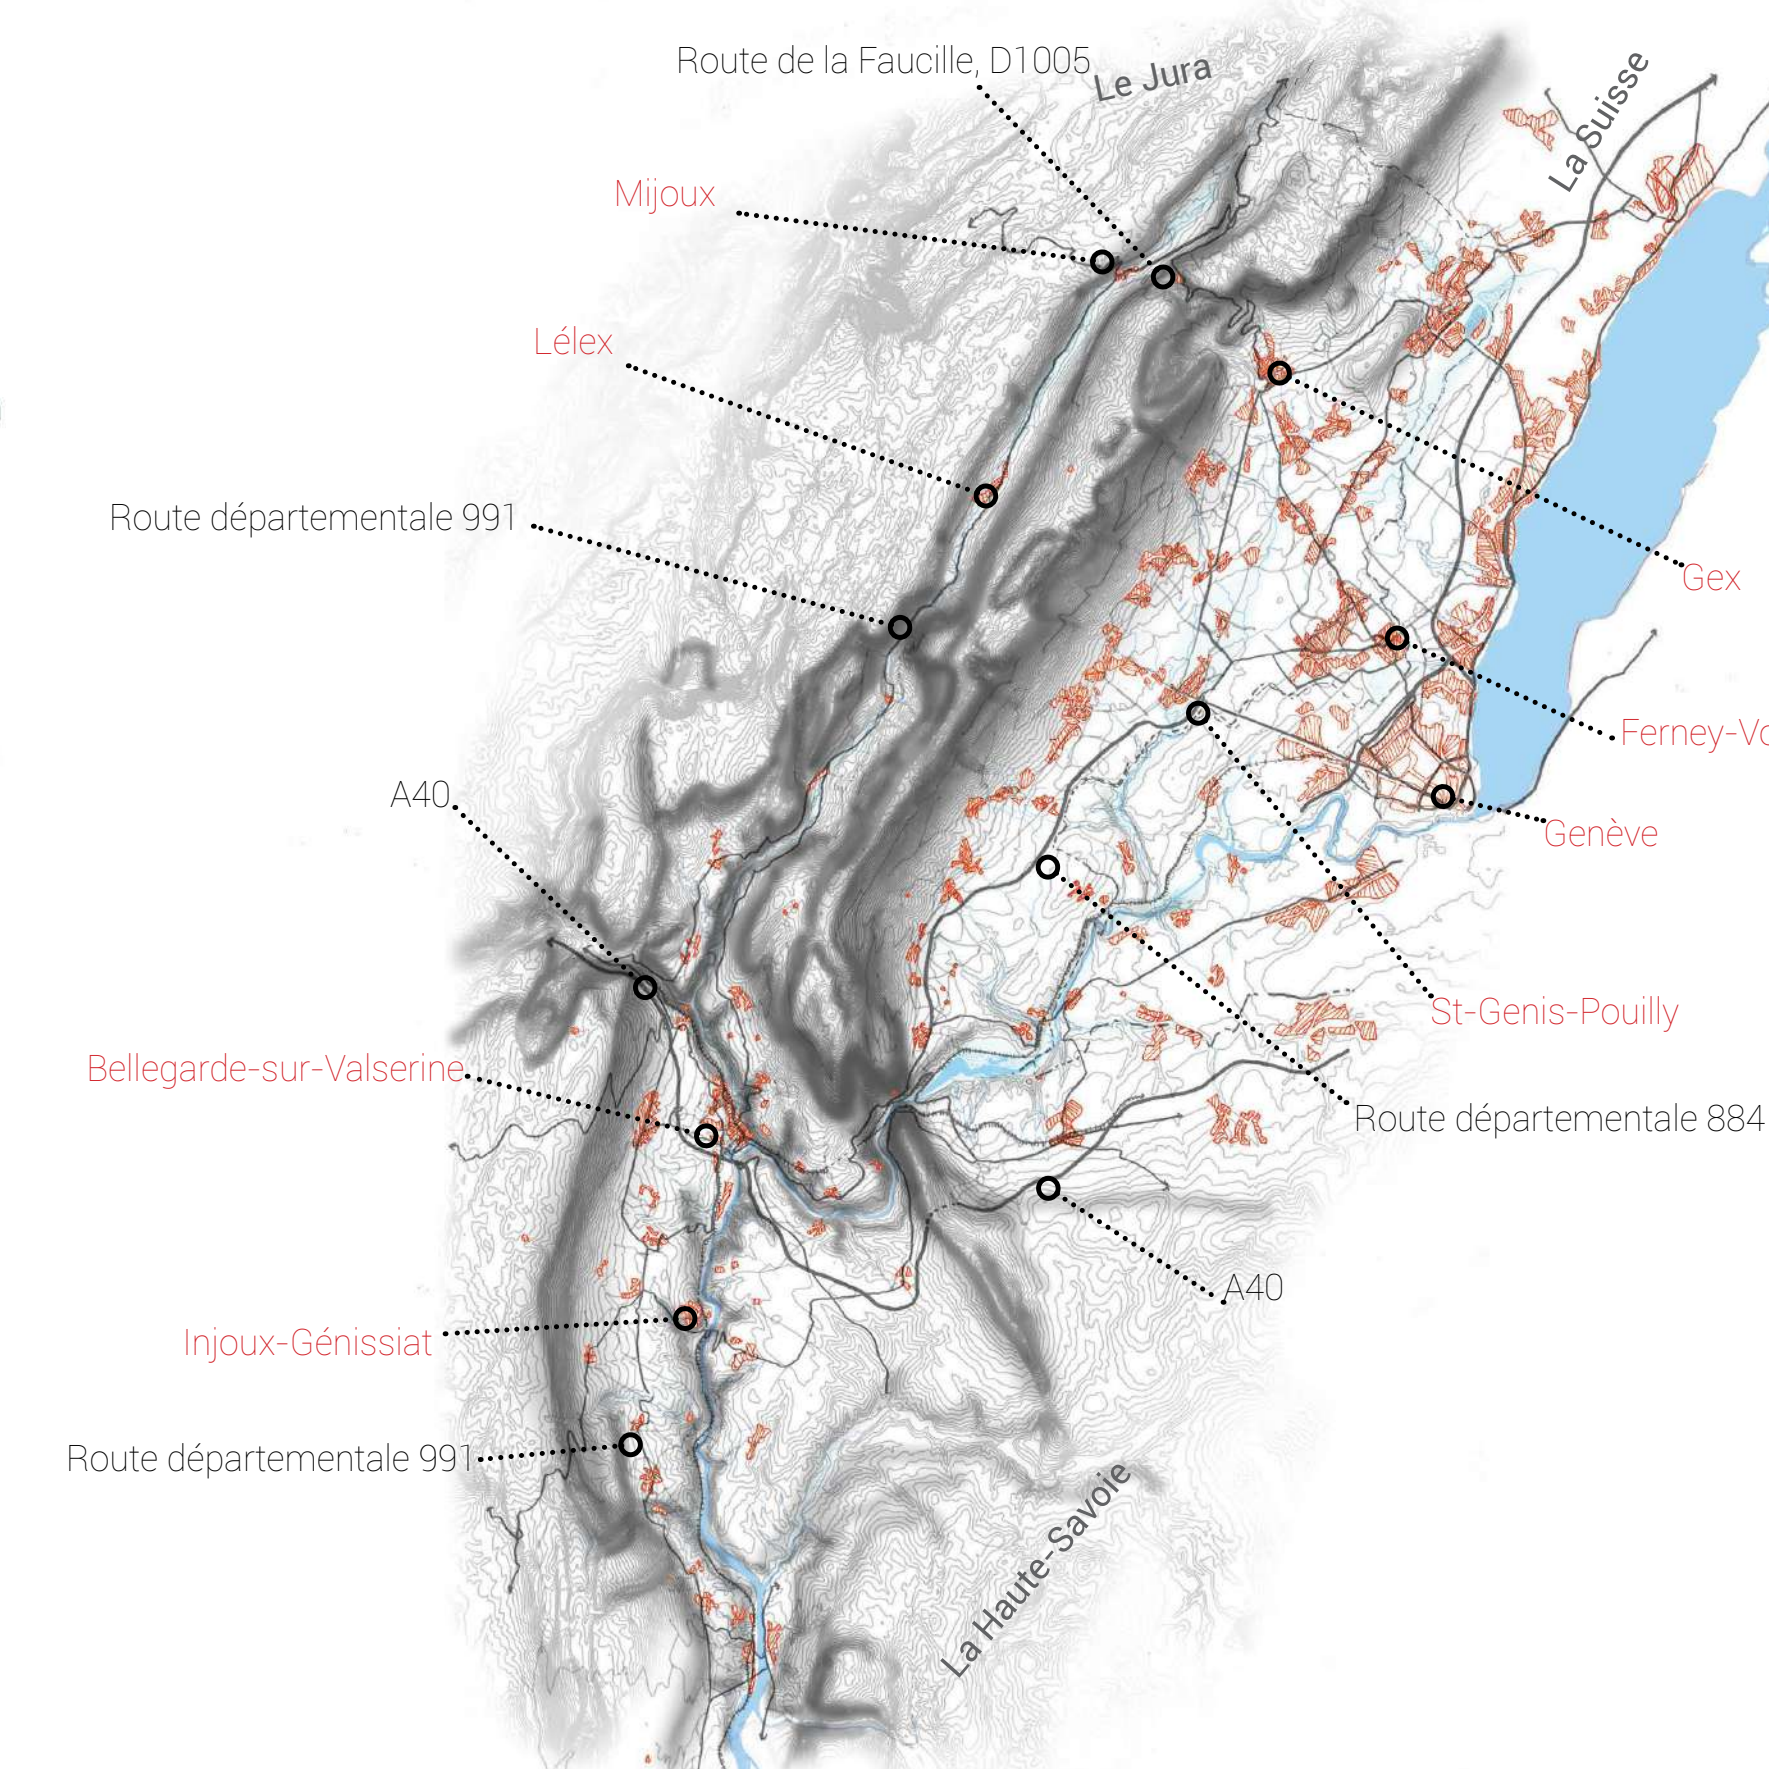 Route de la Faucille, D1005
Le Jura
La Suisse
Mijoux
Lélex
Route départementale 991
Gex
Ferney-Vo
A40
Genève
St-Genis-Pouilly
Bellegarde-sur-Valserine
Route départementale 884
A40
Injoux-Génissiat
Route départementale 991
La Haute-Savoie